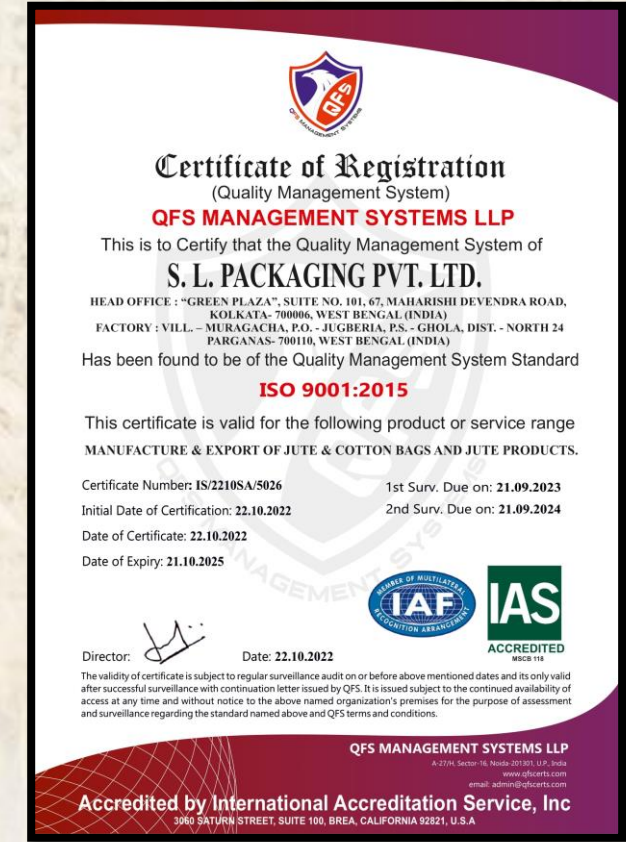 QFS
QFS MANAGEMENT SYSTEMS
Certificate of Registration
(Quality Management System)
QFS MANAGEMENT SYSTEMS LLP
This is to Certify that the Quality Management System of
S. L. PACKAGING PVT. LTD.
HEAD OFFICE : “GREEN PLAZA”, SUITE NO. 101, 67, MAHARISHI DEVENDRA ROAD,
KOLKATA- 700006, WEST BENGAL (INDIA)
FACTORY : VILL. – MURAGACHA, P.O. - JUGBERIA, P.S. - GHOLA, DIST. - NORTH 24
PARGANAS- 700110, WEST BENGAL (INDIA)
Has been found to be of the Quality Management System Standard
ISO 9001:2015
This certificate is valid for the following product or service range
MANUFACTURE & EXPORT OF JUTE & COTTON BAGS AND JUTE PRODUCTS.
Certificate Number: IS/2210SA/5026
Initial Date of Certification: 22.10.2022
Date of Certificate: 22.10.2022
Date of Expiry: 21.10.2025
1st Surv. Due on: 21.09.2023
2nd Surv. Due on: 21.09.2024
QFS MANAGEMENT SYSTEMS
MEMBER OF MULTILATERAL
IAF
RECOGNITION ARRANGEMENT
IAS
ACCREDITED
MSCB 118
Director:
Date: 22.10.2022
The validity of certificate is subject to regular surveillance audit on or before above mentioned dates and its only valid
after successful surveillance with continuation letter issued by QFS. It is issued subject to the continued availability of
access at any time and without notice to the above named organization's premises for the purpose of assessment
and surveillance regarding the standard named above and QFS terms and conditions.
QFS MANAGEMENT SYSTEMS LLP
A-27/H, Sector-16, Noida-201301, U.P., India
www.qfscerts.com
email: admin@qfscerts.com
Accredited by International Accreditation Service, Inc
3060 SATURN STREET, SUITE 100, BREA, CALIFORNIA 92821, U.S.A